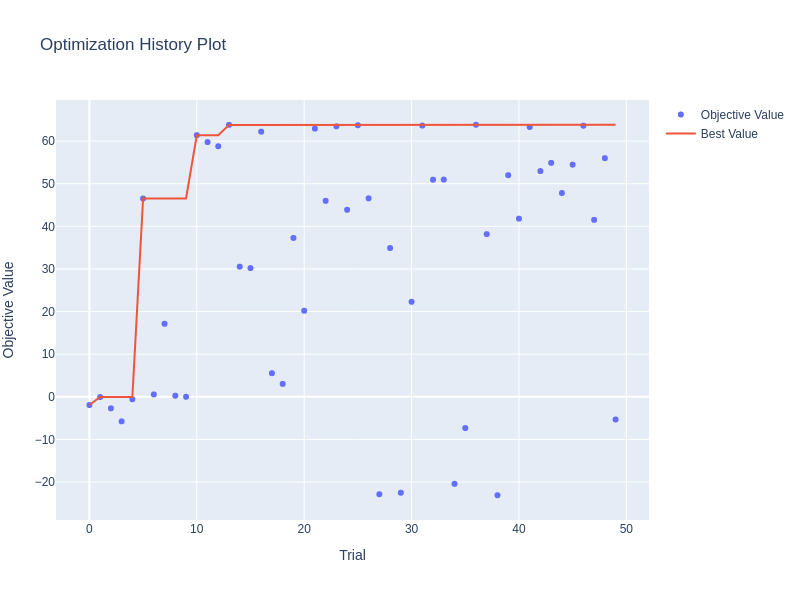 Optimization History Plot
Objective Value
Best Value
60
50
40
30
20
10
0
−10
−20
Objective Value
0 10 20 30 40 50
Trial